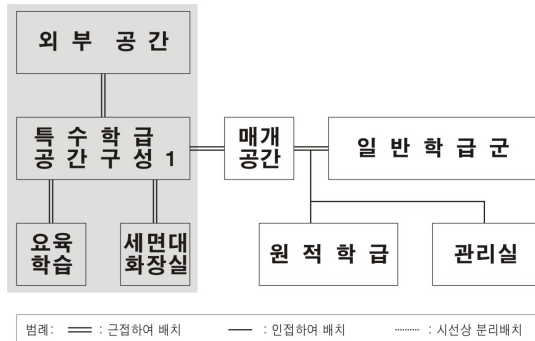 외 부 공 간
특 수 학 급
공 간 구 성 1
매개
공간
일 반 학 급 군
요육
학습
세면대
화장실
원 적 학 급
관리실
범례: : 근접하여 배치 : 인접하여 배치 : 시선상 분리배치